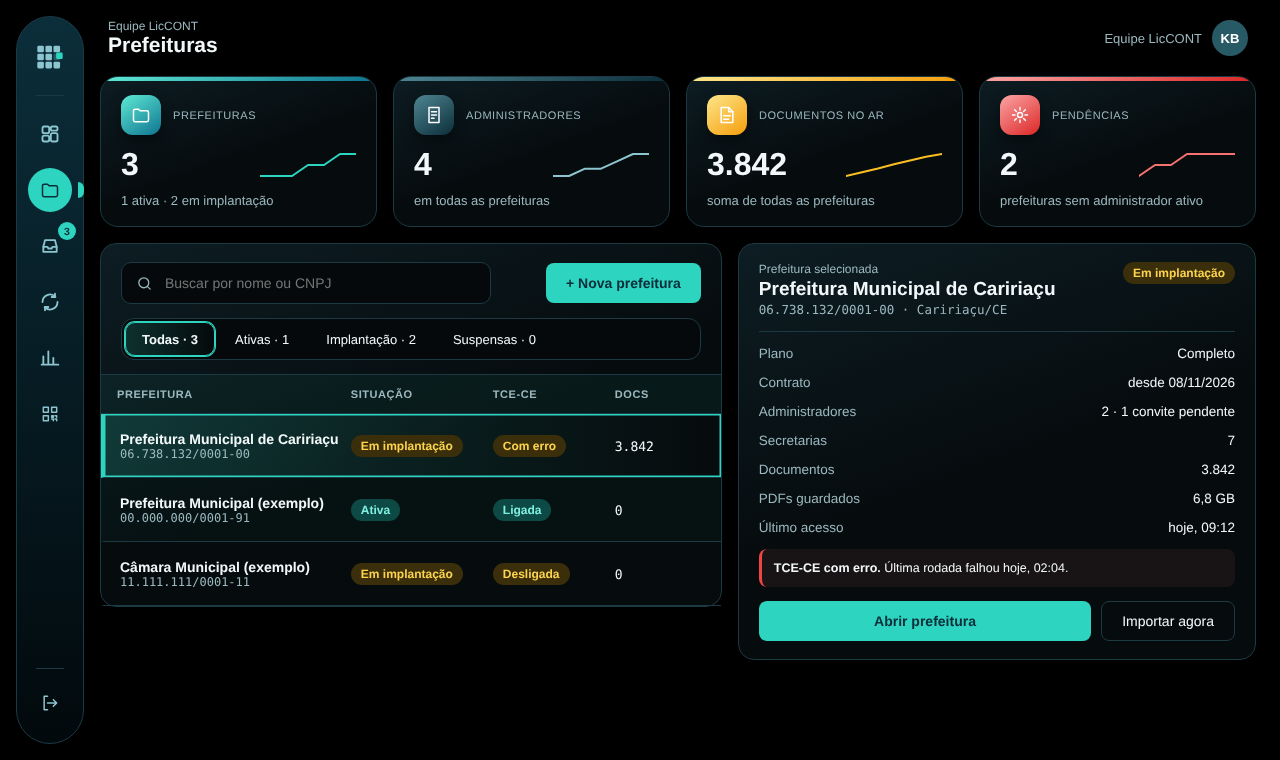 Equipe LicCONT
Prefeituras
Equipe LicCONT
KB
3
PREFEITURAS
3
1 ativa · 2 em implantação
ADMINISTRADORES
4
em todas as prefeituras
DOCUMENTOS NO AR
3.842
soma de todas as prefeituras
PENDÊNCIAS
2
prefeituras sem administrador ativo
Buscar por nome ou CNPJ
+ Nova prefeitura
Todas · 3
Ativas · 1
Implantação · 2
Suspensas · 0
PREFEITURA SITUAÇÃO TCE-CE DOCS
Prefeitura Municipal de Caririaçu
06.738.132/0001-00
Em implantação
Com erro
3.842
Prefeitura Municipal (exemplo)
00.000.000/0001-91
Ativa
Ligada
0
Câmara Municipal (exemplo)
11.111.111/0001-11
Em implantação
Desligada
0
Prefeitura selecionada
Prefeitura Municipal de Caririaçu
06.738.132/0001-00 · Caririaçu/CE
Em implantação
Plano Completo
Contrato desde 08/11/2026
Administradores 2 · 1 convite pendente
Secretarias 7
Documentos 3.842
PDFs guardados 6,8 GB
Último acesso hoje, 09:12
TCE-CE com erro. Última rodada falhou hoje, 02:04.
Abrir prefeitura
Importar agora